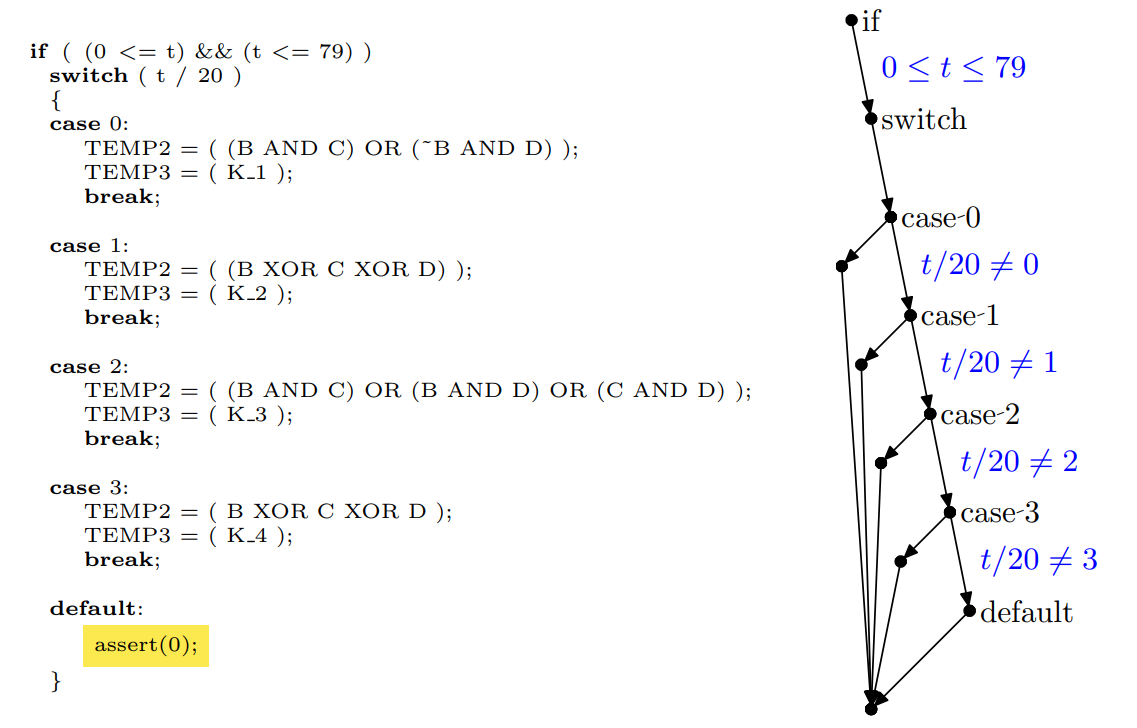 if ( (0 <= t) && (t <= 79) )
switch ( t / 20 )
{
case 0:
TEMP2 = ( (B AND C) OR (~B AND D) );
TEMP3 = ( K_1 );
break;
case 1:
TEMP2 = ( (B XOR C XOR D) );
TEMP3 = ( K_2 );
break;
case 2:
TEMP2 = ( (B AND C) OR (B AND D) OR (C AND D) );
TEMP3 = ( K_3 );
break;
case 3:
TEMP2 = ( B XOR C XOR D );
TEMP3 = ( K_4 );
break;
default:
assert(0);
}
if
0 ≤ t ≤ 79
switch
case-0
t/20 ≠ 0
case-1
t/20 ≠ 1
case-2
t/20 ≠ 2
case-3
t/20 ≠ 3
default